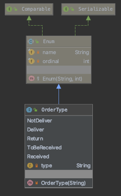 Comparable
Serializable
Enum
name String
ordinal int
Enum(String, int)
OrderType
NotDeliver
Deliver
Return
ToBeReceived
Received
type String
OrderType(String)